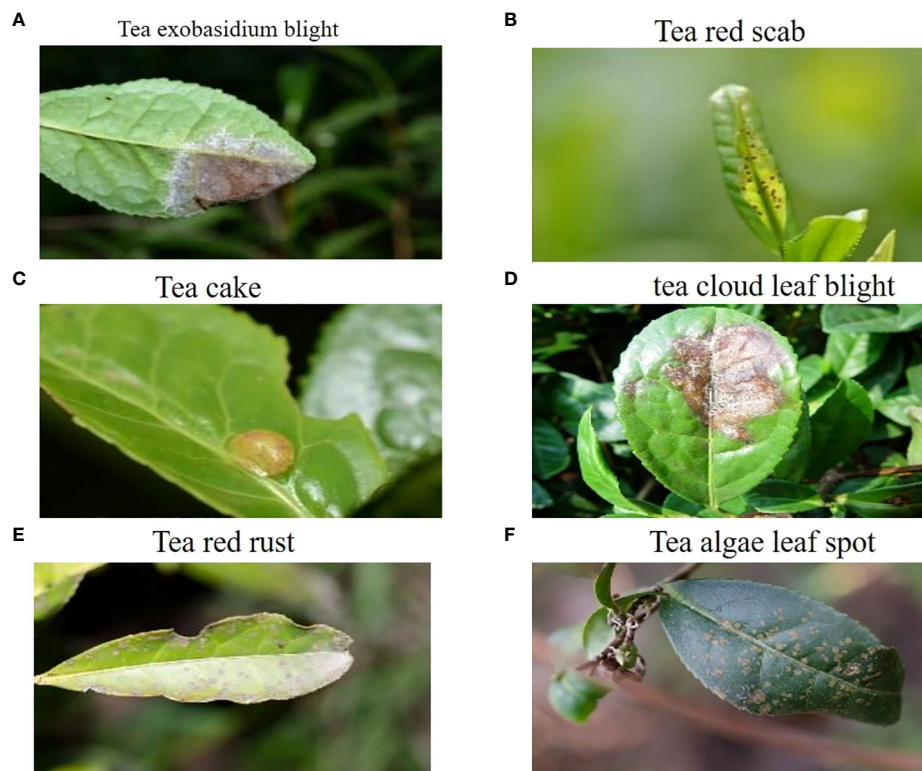 A
Tea exobasidium blight
B
Tea red scab
C
Tea cake
D
tea cloud leaf blight
E
Tea red rust
F
Tea algae leaf spot